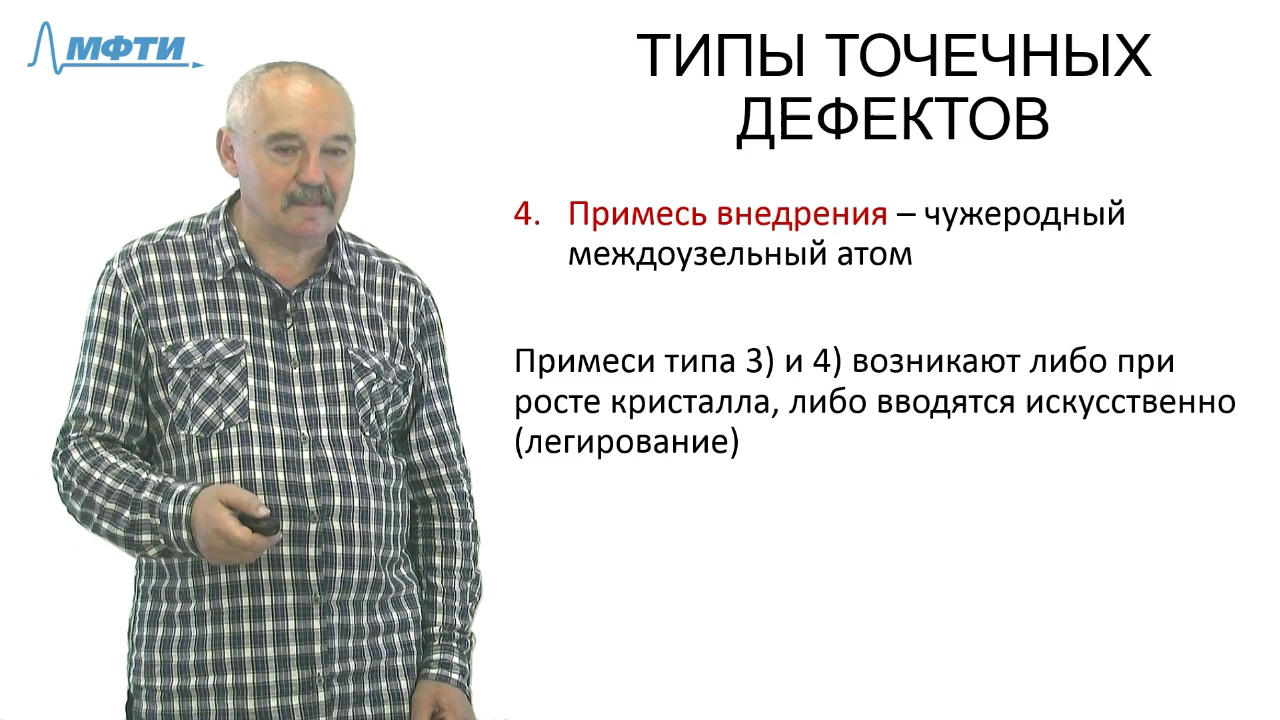 МФТИ
ТИПЫ ТОЧЕЧНЫХ
ДЕФЕКТОВ
4. Примесь внедрения – чужеродный
междоузельный атом
Примеси типа 3) и 4) возникают либо при
росте кристалла, либо вводятся искусственно
(легирование)